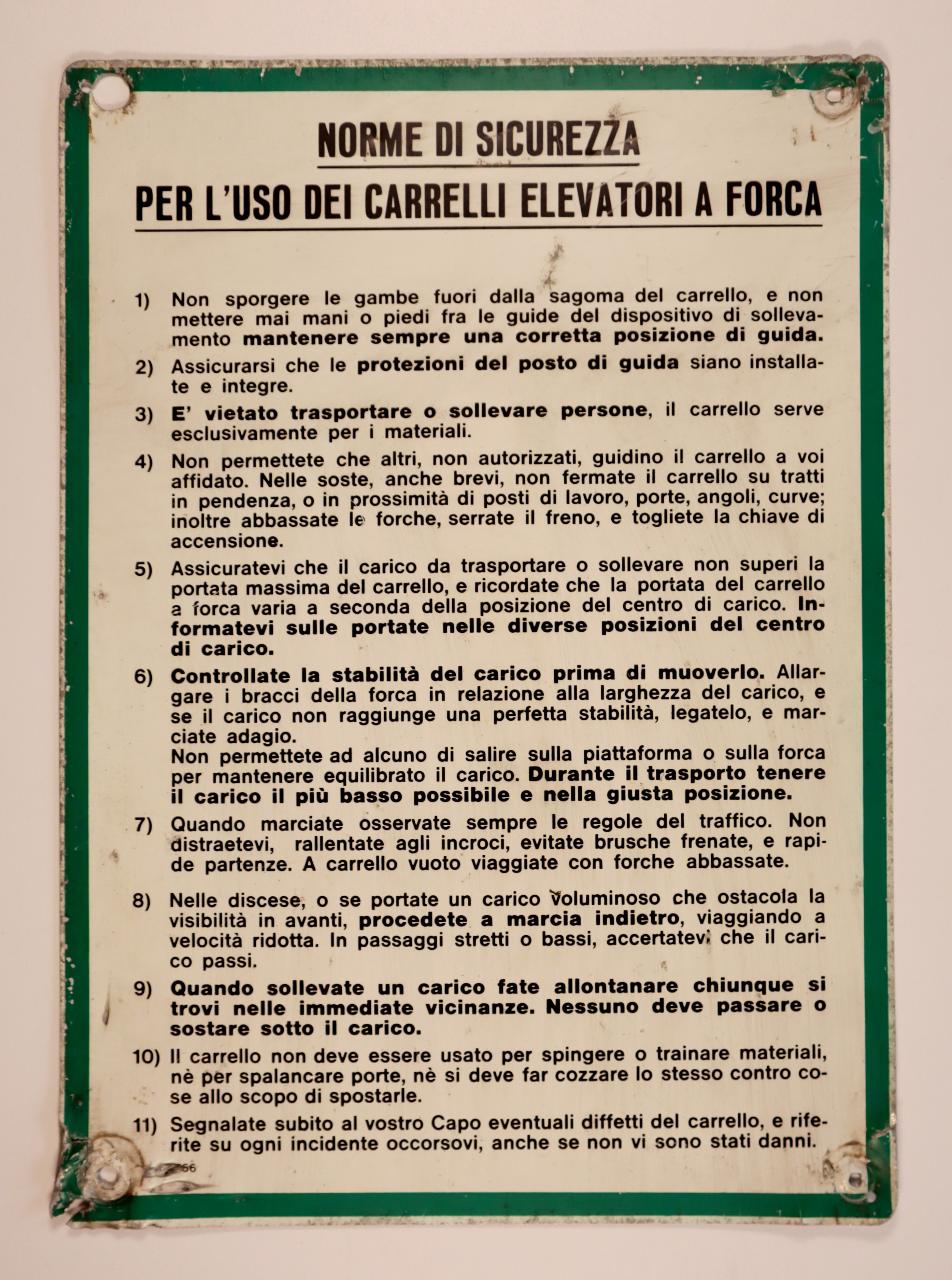 NORME DI SICUREZZA
PER L'USO DEI CARRELLI ELEVATORI A FORCA
1) Non sporgere le gambe fuori dalla sagoma del carrello, e non
mettere mai mani o piedi fra le guide del dispositivo di solleva-
mento mantenere sempre una corretta posizione di guida.
2) Assicurarsi che le protezioni del posto di guida siano installa-
te e integre.
3) E' vietato trasportare o sollevare persone, il carrello serve
esclusivamente per i materiali.
4) Non permettete che altri, non autorizzati, guidino il carrello a voi
affidato. Nelle soste, anche brevi, non fermate il carrello su tratti
in pendenza, o in prossimità di posti di lavoro, porte, angoli, curve;
inoltre abbassate le forche, serrate il freno, e togliete la chiave di
accensione.
5) Assicuratevi che il carico da trasportare o sollevare non superi la
portata massima del carrello, e ricordate che la portata del carrello
a forca varia a seconda della posizione del centro di carico. In-
formatevi sulle portate nelle diverse posizioni del centro
di carico.
6) Controllate la stabilità del carico prima di muoverlo. Allar-
gare i bracci della forca in relazione alla larghezza del carico, e
se il carico non raggiunge una perfetta stabilità, legatelo, e mar-
ciate adagio.
Non permettete ad alcuno di salire sulla piattaforma o sulla forca
per mantenere equilibrato il carico. Durante il trasporto tenere
il carico il più basso possibile e nella giusta posizione.
7) Quando marciate osservate sempre le regole del traffico. Non
distraetevi, rallentate agli incroci, evitate brusche frenate, e rapi-
de partenze. A carrello vuoto viaggiate con forche abbassate.
8) Nelle discese, o se portate un carico voluminoso che ostacola la
visibilità in avanti, procedete a marcia indietro, viaggiando a
velocità ridotta. In passaggi stretti o bassi, accertatevi che il cari-
co passi.
9) Quando sollevate un carico fate allontanare chiunque si
trovi nelle immediate vicinanze. Nessuno deve passare o
sostare sotto il carico.
10) Il carrello non deve essere usato per spingere o trainare materiali,
nè per spalancare porte, nè si deve far cozzare lo stesso contro co-
se allo scopo di spostarle.
11) Segnalate subito al vostro Capo eventuali diffetti del carrello, e rife-
rite su ogni incidente occorsovi, anche se non vi sono stati danni.